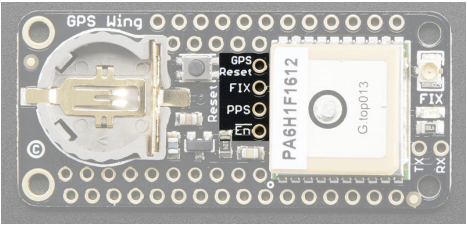 GPS Wing
GPS
Reset
FIX
PPS
En
Reset
PA6H1F1612
G.top013
FIX
TX
RX
©